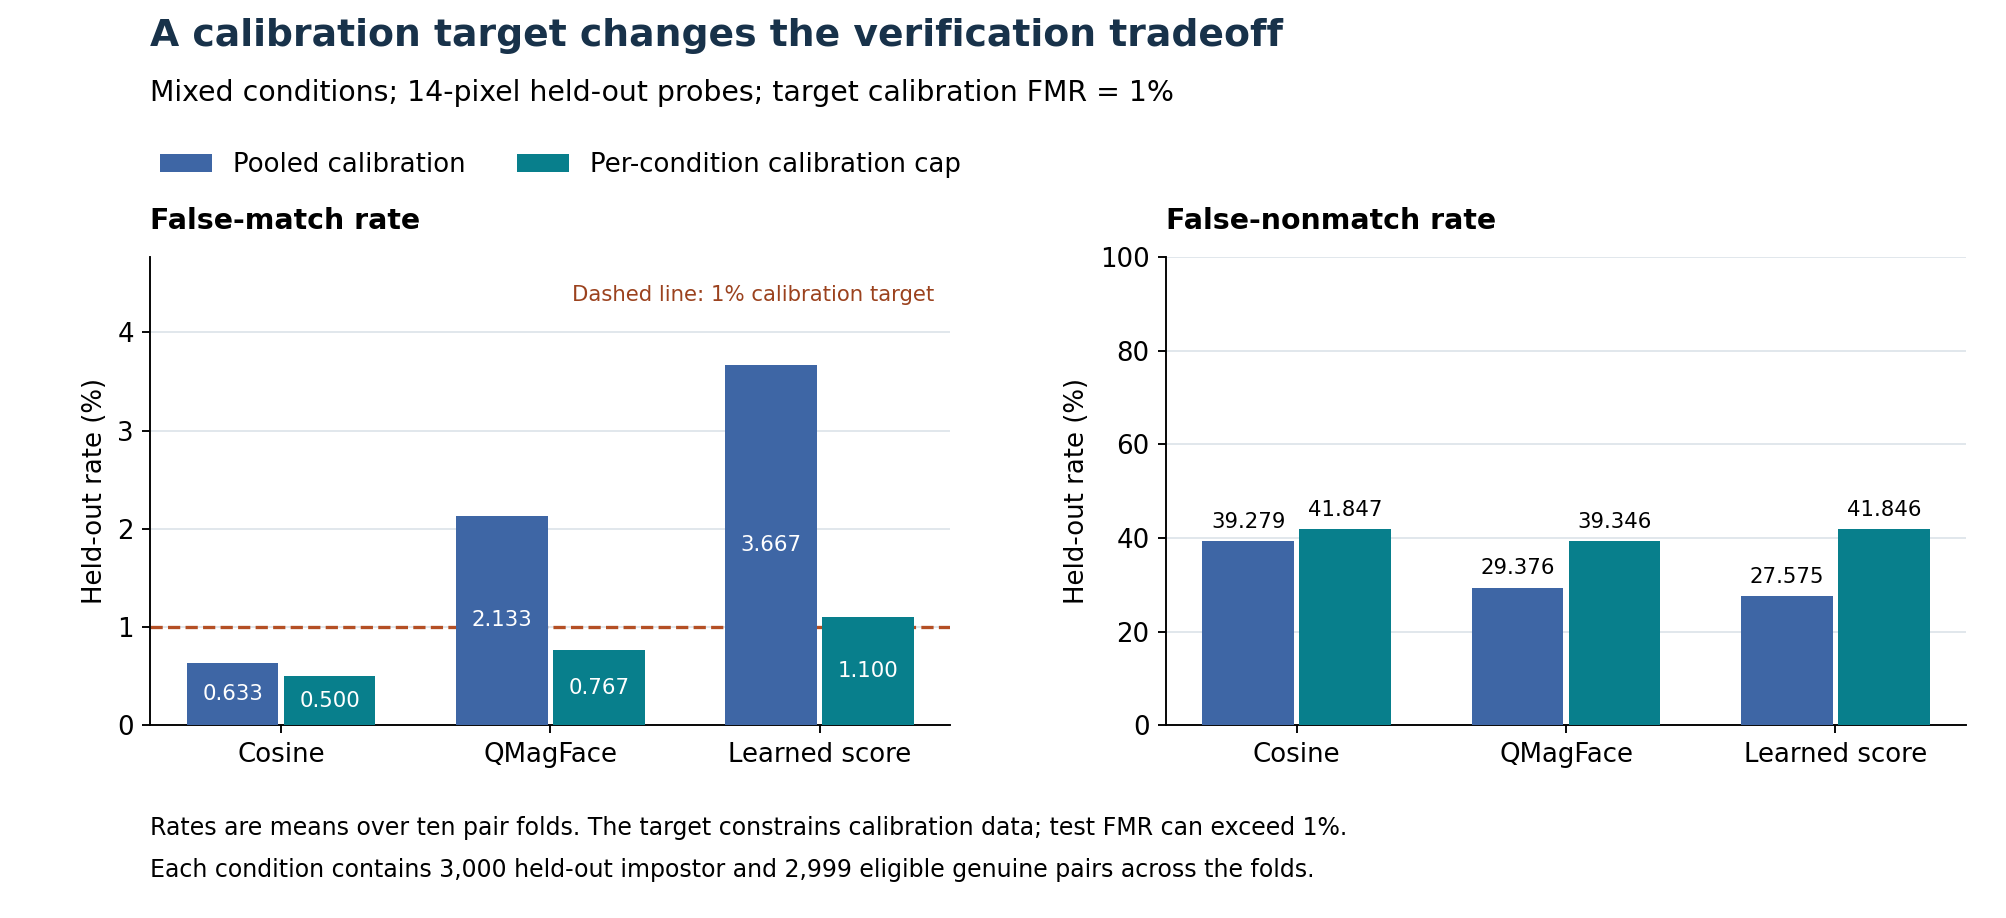 A calibration target changes the verification tradeoff
Mixed conditions; 14-pixel held-out probes; target calibration FMR = 1%
Pooled calibration
Per-condition calibration cap
False-match rate
Dashed line: 1% calibration target
Held-out rate (%)
4
3
2
1
0
0.633
0.500
2.133
0.767
3.667
1.100
Cosine
QMagFace
Learned score
False-nonmatch rate
Held-out rate (%)
100
80
60
40
20
0
39.279
41.847
29.376
39.346
27.575
41.846
Cosine
QMagFace
Learned score
Rates are means over ten pair folds. The target constrains calibration data; test FMR can exceed 1%.
Each condition contains 3,000 held-out impostor and 2,999 eligible genuine pairs across the folds.